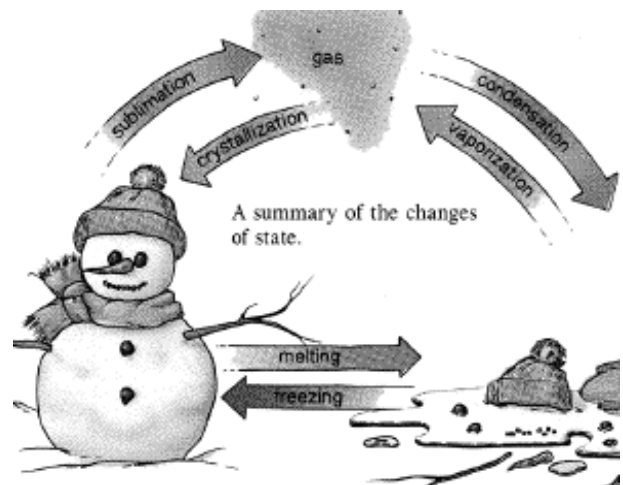 gas
sublimation
condensation
crystallization
vaporization
A summary of the changes
of state.
melting
freezing